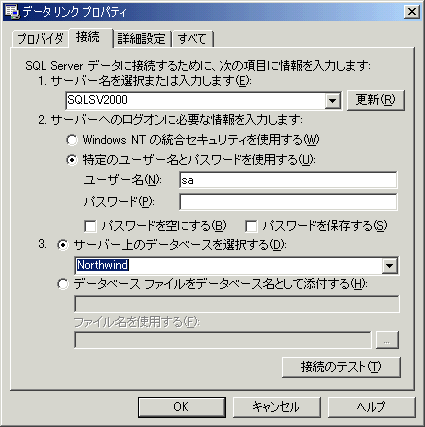 データ リンク プロパティ
プロバイダ 接続 詳細設定 すべて
SQL Server データに接続するために、次の項目に情報を入力します:
1. サーバー名を選択または入力します(E):
SQLSV2000 更新(R)
2. サーバーへのログオンに必要な情報を入力します:
Windows NT の統合セキュリティを使用する(W)
特定のユーザー名とパスワードを使用する(U):
ユーザー名(N): sa
パスワード(P):
パスワードを空にする(B) パスワードを保存する(S)
3. サーバー上のデータベースを選択する(D):
Northwind
データベース ファイルをデータベース名として添付する(H):
ファイル名を使用する(F):
...
接続のテスト(T)
OK キャンセル ヘルプ